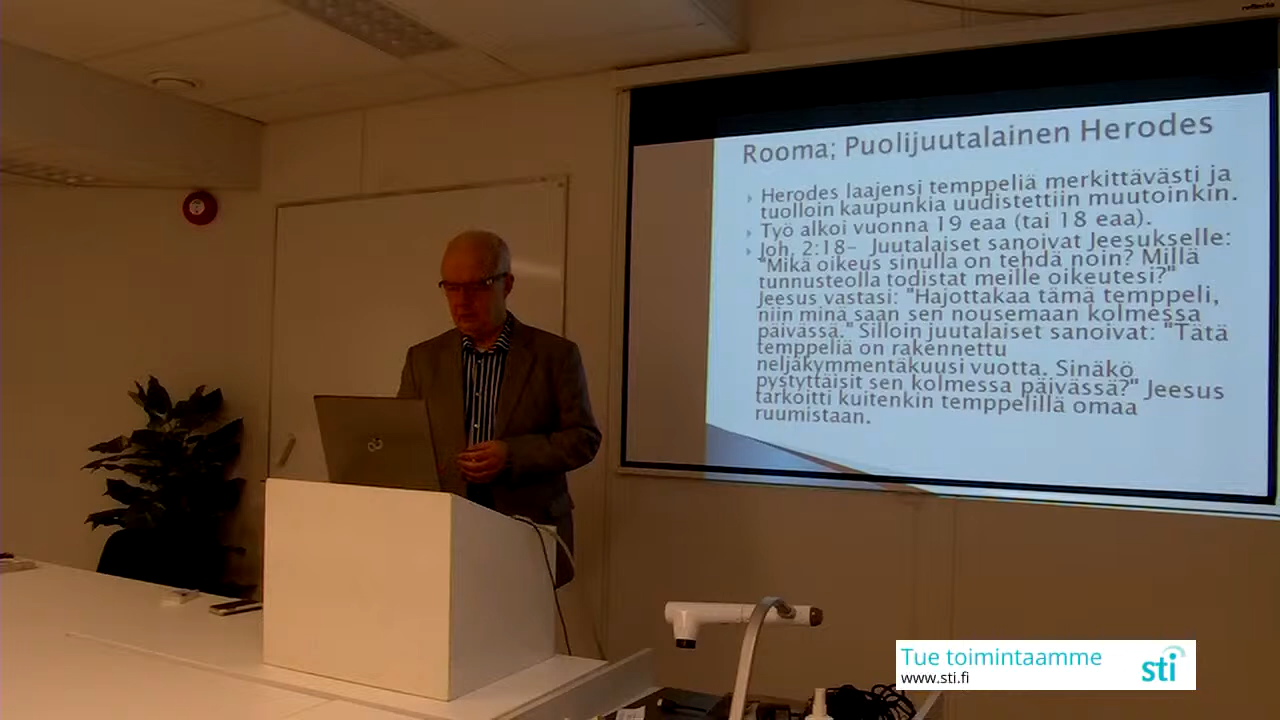 reflecta
Rooma; Puolijuutalainen Herodes
Herodes laajensi temppeliä merkittävästi ja
tuolloin kaupunkia uudistettiin muutoinkin.
Työ alkoi vuonna 19 eaa (tai 18 eaa).
Joh. 2:18- Juutalaiset sanoivat Jeesukselle:
"Mikä oikeus sinulla on tehdä noin? Millä
tunnusteolla todistat meille oikeutesi?"
Jeesus vastasi: "Hajottakaa tämä temppeli,
niin minä saan sen nousemaan kolmessa
päivässä." Silloin juutalaiset sanoivat: "Tätä
temppeliä on rakennettu
neljäkymmentäkuusi vuotta. Sinäkö
pystyttäisit sen kolmessa päivässä?" Jeesus
tarkoitti kuitenkin temppelillä omaa
ruumistaan.
Tue toimintaamme
www.sti.fi
sti